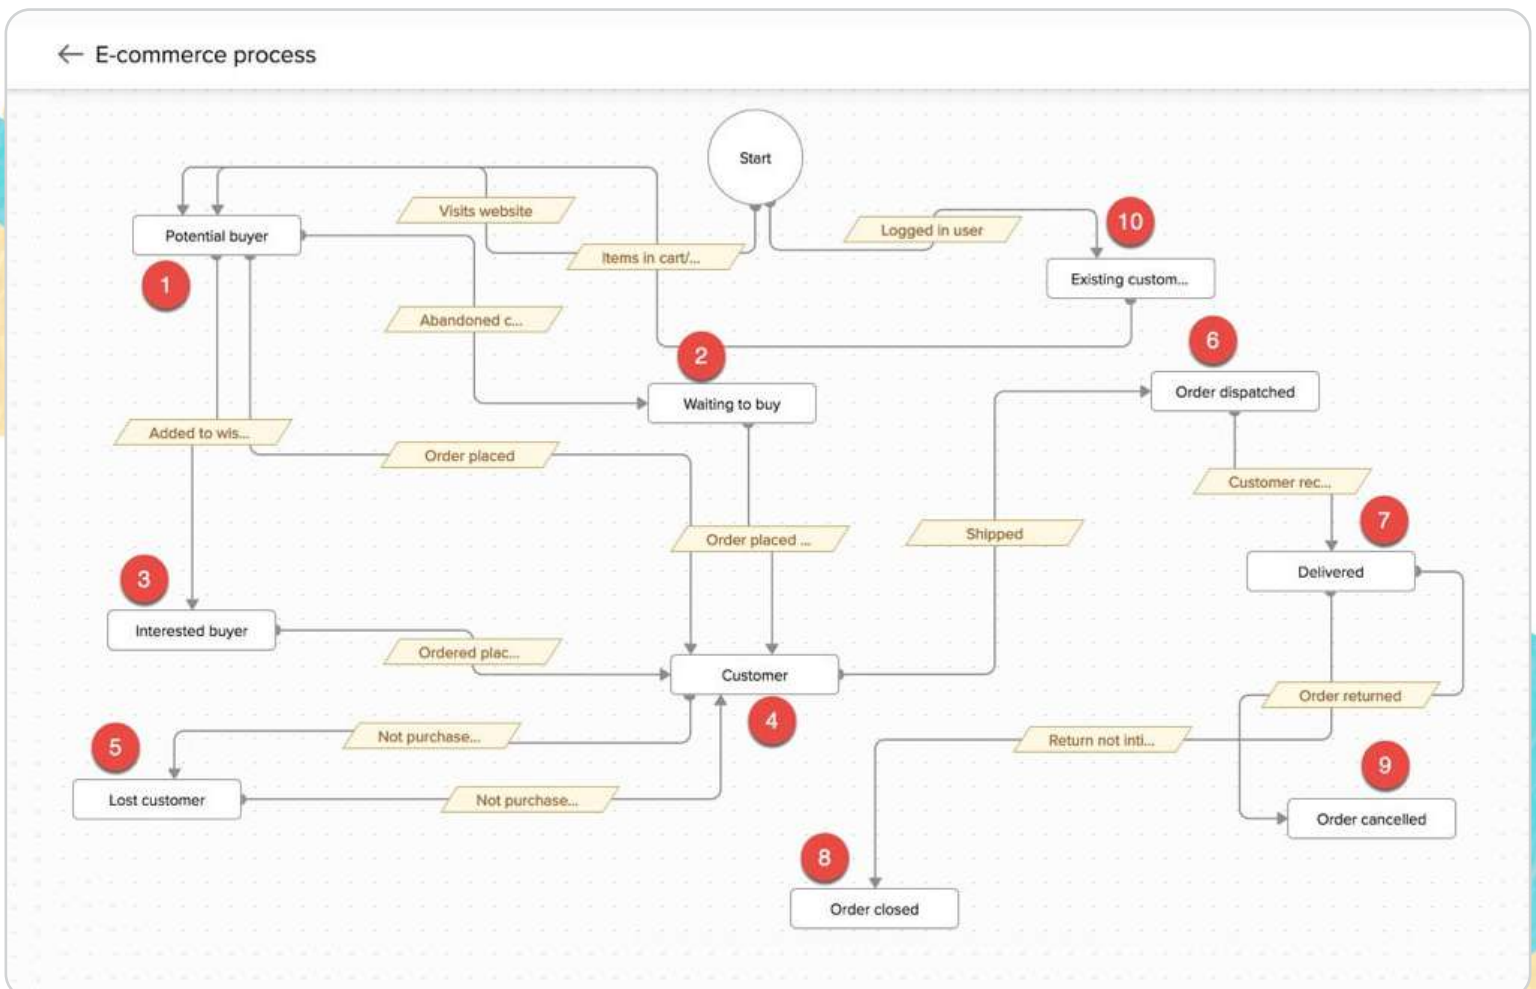 ← E-commerce process
Start
Visits website
Logged in user
10
Potential buyer
Items in cart/...
Existing custom...
1
Abandoned c...
6
2
Order dispatched
Waiting to buy
Added to wis...
Order placed
Customer rec...
7
Order placed ...
Shipped
Delivered
3
Interested buyer
Ordered plac...
Customer
Order returned
4
Not purchase...
Return not inti...
5
9
Lost customer
Not purchase...
Order cancelled
8
Order closed